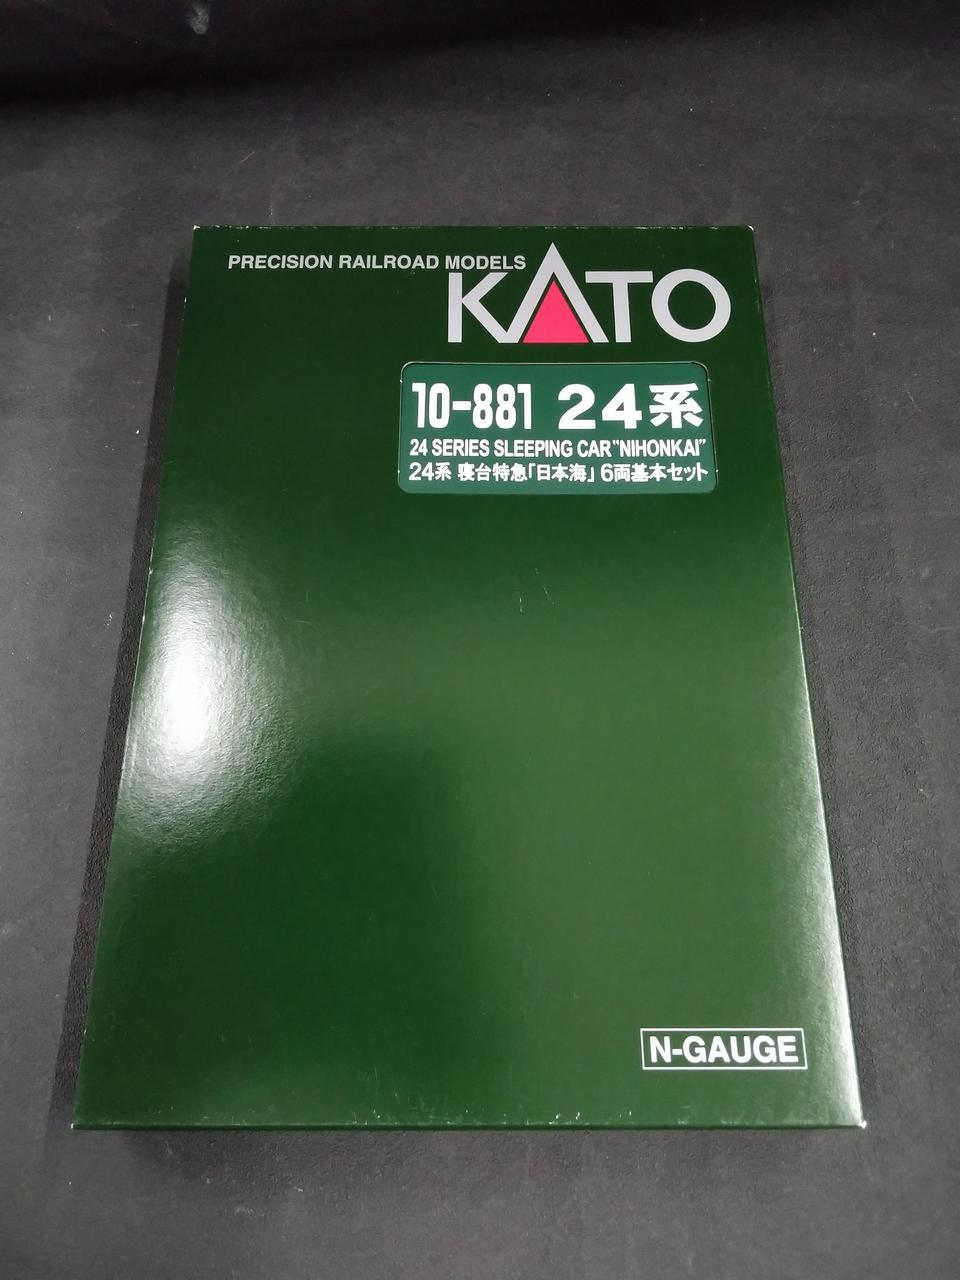 PRECISION RAILROAD MODELS
KATO
10-881 24系
24 SERIES SLEEPING CAR "NIHONKAI"
24系 寝台特急「日本海」 6両基本セット
N-GAUGE